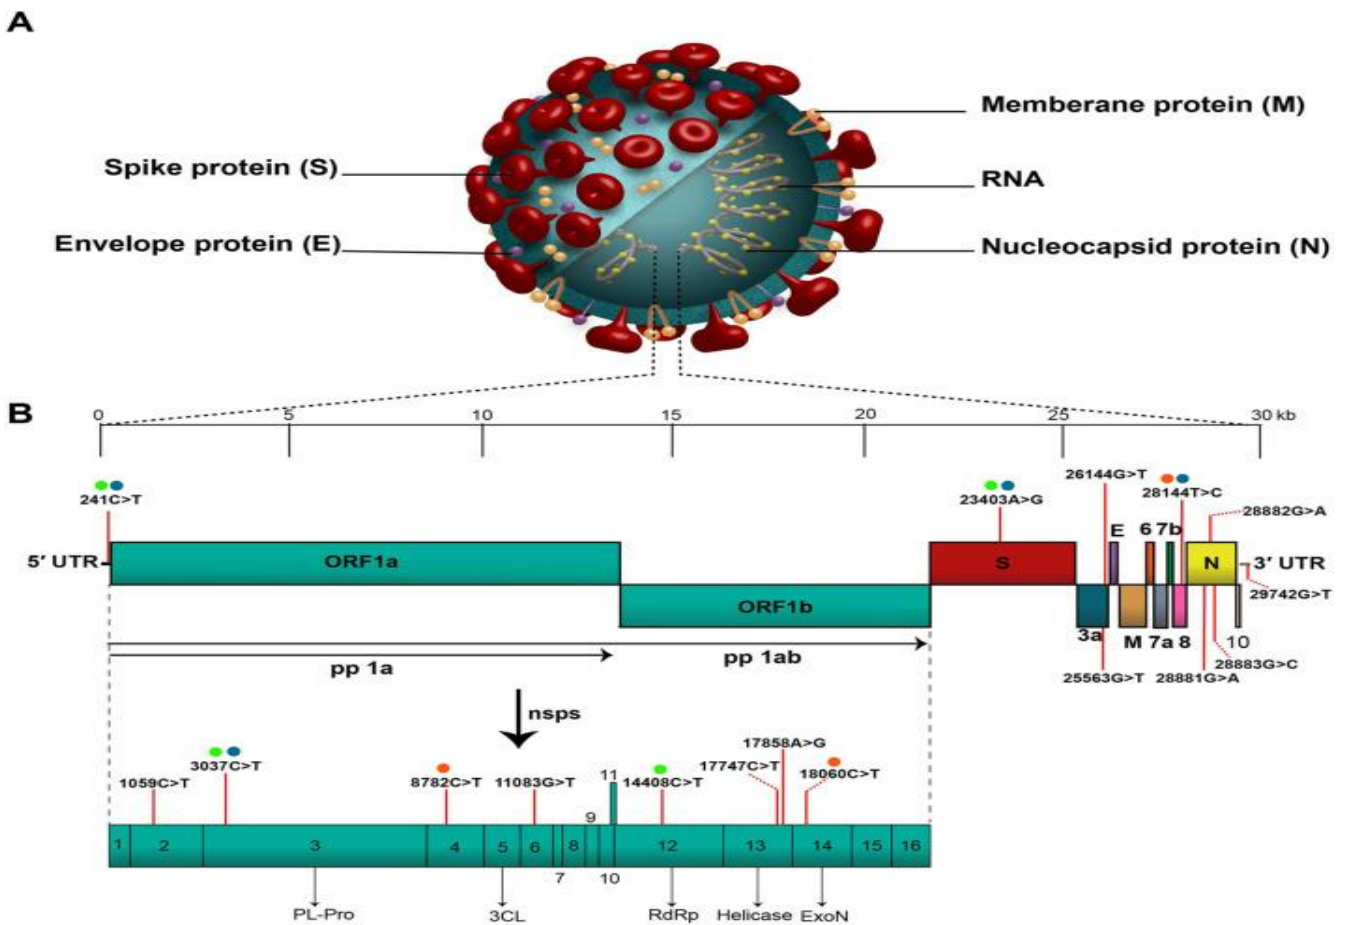 A
Memberane protein (M)
Spike protein (S)
RNA
Envelope protein (E)
Nucleocapsid protein (N)
B
0 5 10 15 20 25 30 kb
26144G>T
241C>T
23403A>G
28144T>C
28882G>A
E 6 7b
5′ UTR
ORF1a
S
N
3′ UTR
29742G>T
ORF1b
3a
M 7a 8
10
pp 1a
pp 1ab
28883G>C
25563G>T
28881G>A
nsps
17858A>G
3037C>T
17747C>T
18060C>T
1059C>T
8782C>T
11083G>T
11
14408C>T
9
1 2 3 4 5 6 8 12 13 14 15 16
7
10
PL-Pro
3CL
RdRp
Helicase
ExoN